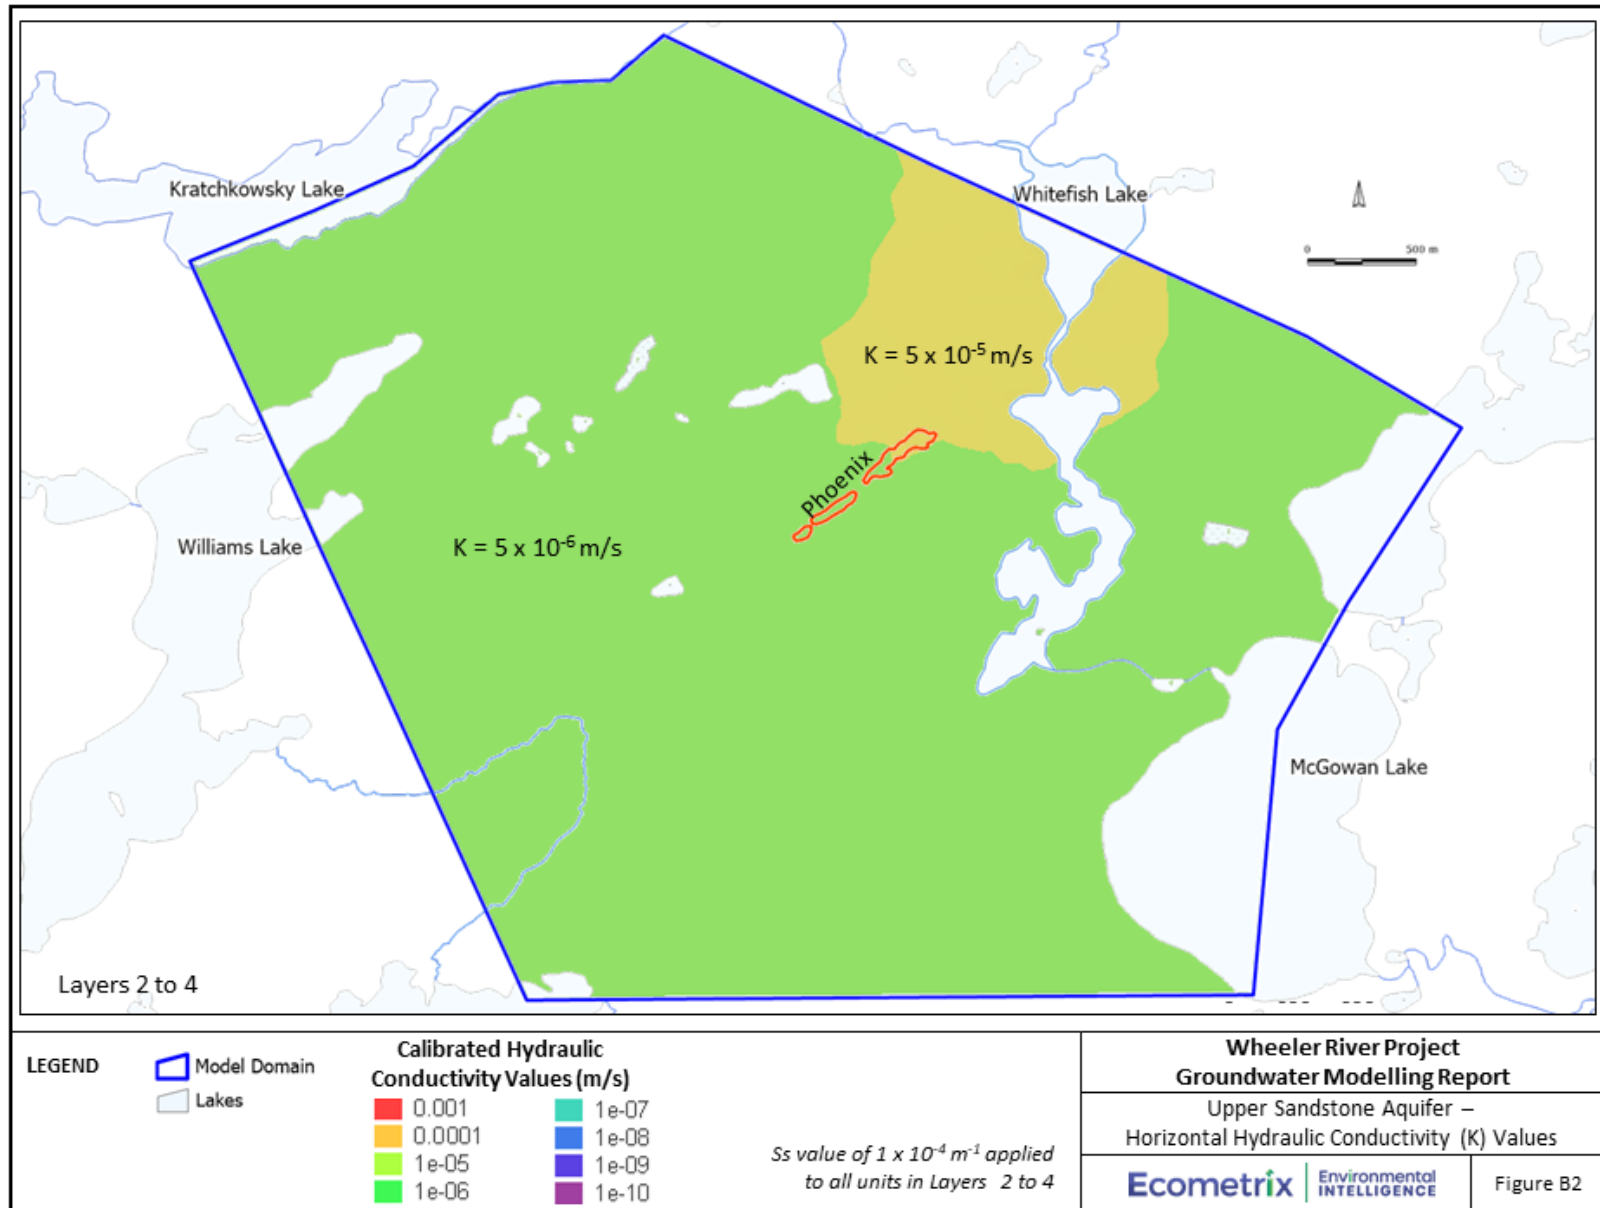 Kratchkowsky Lake
Whitefish Lake
0 500 m
K = 5 x 10⁻⁵ m/s
Phoenix
Williams Lake
K = 5 x 10⁻⁶ m/s
McGowan Lake
Layers 2 to 4
LEGEND
Model Domain
Lakes
Calibrated Hydraulic
Conductivity Values (m/s)
0.001
0.0001
1e-05
1e-06
1e-07
1e-08
1e-09
1e-10
Ss value of 1 x 10⁻⁴ m⁻¹ applied
to all units in Layers 2 to 4
Wheeler River Project
Groundwater Modelling Report
Upper Sandstone Aquifer –
Horizontal Hydraulic Conductivity (K) Values
Ecometrix
Environmental
INTELLIGENCE
Figure B2